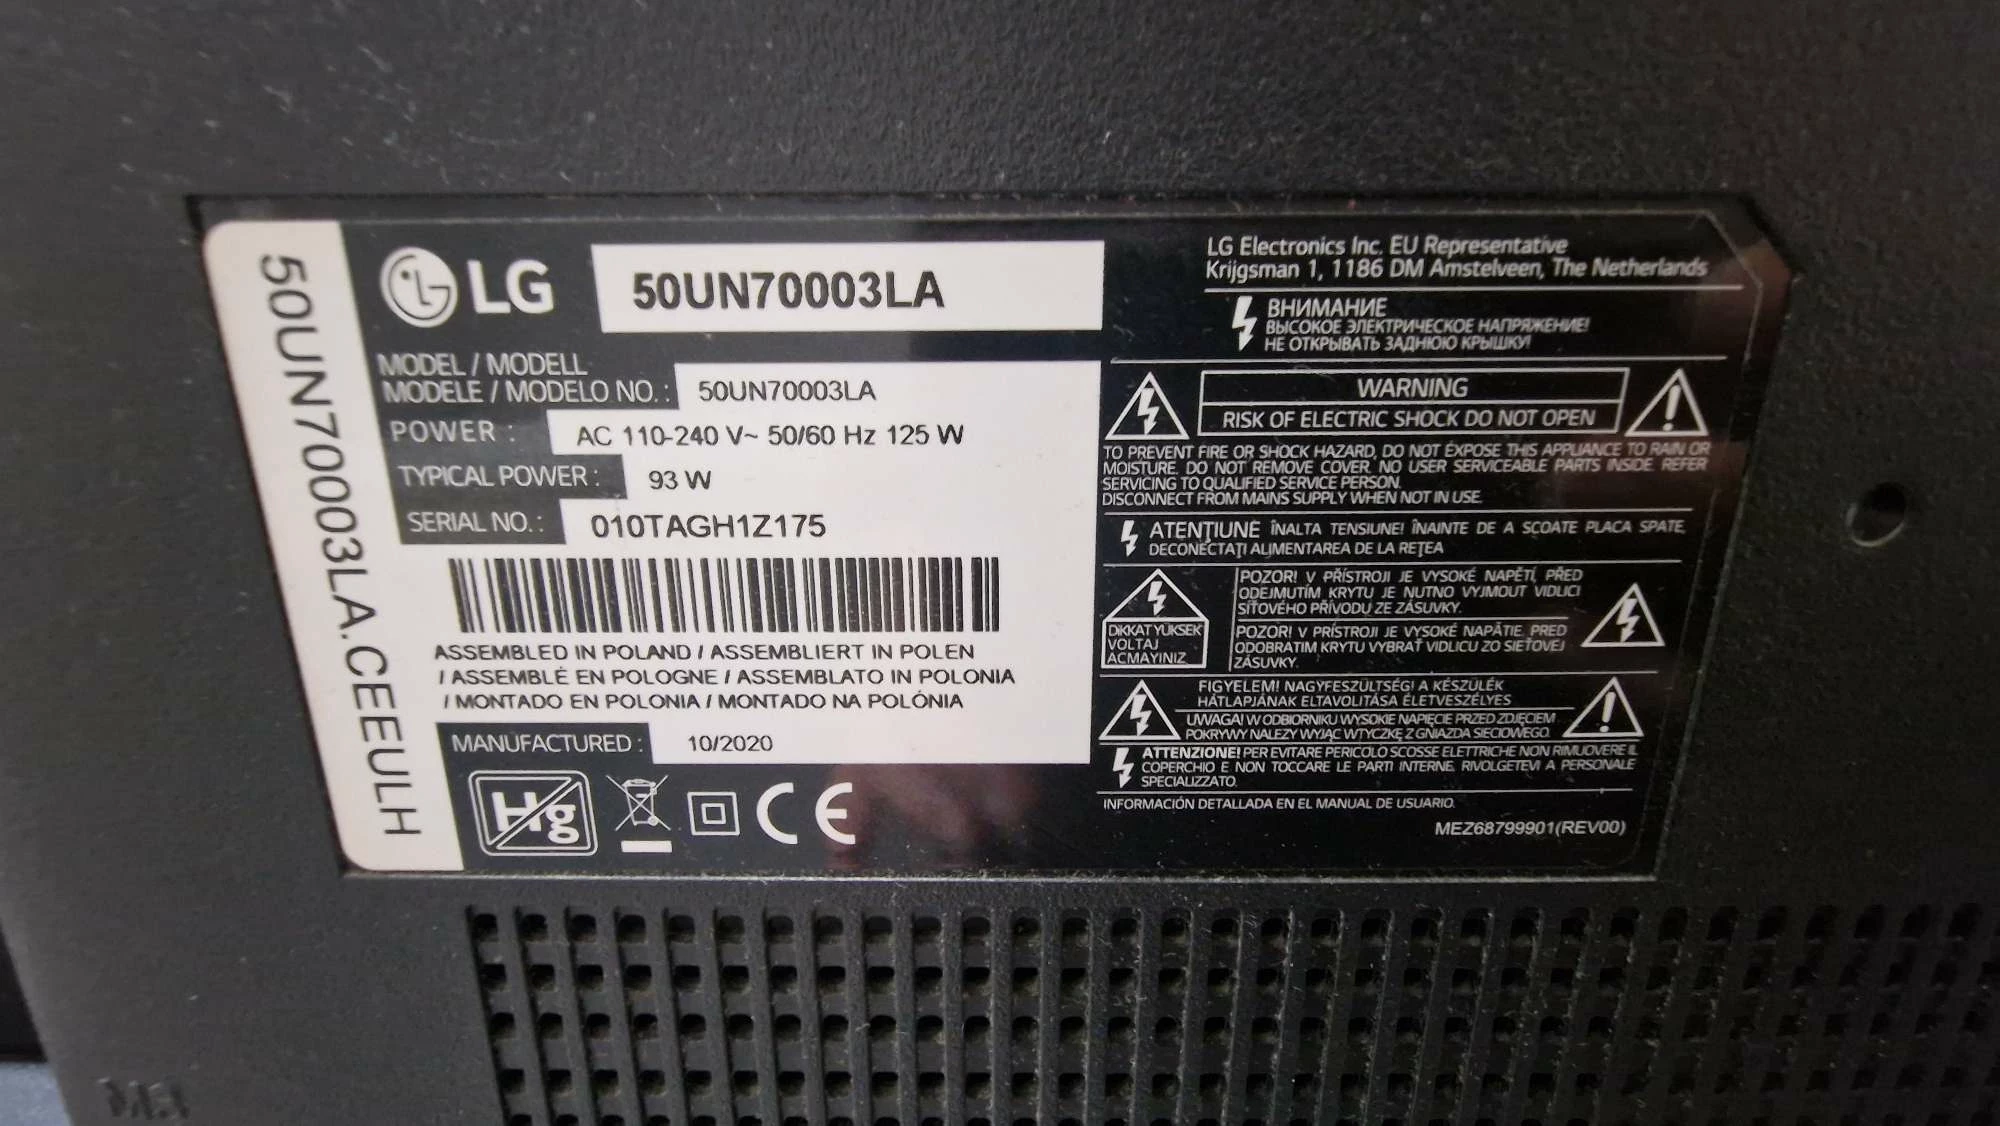 50UN70003LA.CEEULH
LG
50UN70003LA
MODEL / MODELL
MODELE / MODELO NO. : 50UN70003LA
POWER : AC 110-240 V~ 50/60 Hz 125 W
TYPICAL POWER : 93 W
SERIAL NO. : 010TAGH1Z175
ASSEMBLED IN POLAND / ASSEMBLIERT IN POLEN
/ ASSEMBLÉ EN POLOGNE / ASSEMBLATO IN POLONIA
/ MONTADO EN POLONIA / MONTADO NA POLÓNIA
MANUFACTURED : 10/2020
Hg
CE
LG Electronics Inc. EU Representative
Krijgsman 1, 1186 DM Amstelveen, The Netherlands
ВНИМАНИЕ
ВЫСОКОЕ ЭЛЕКТРИЧЕСКОЕ НАПРЯЖЕНИЕ!
НЕ ОТКРЫВАТЬ ЗАДНЮЮ КРЫШКУ!
WARNING
RISK OF ELECTRIC SHOCK DO NOT OPEN
TO PREVENT FIRE OR SHOCK HAZARD, DO NOT EXPOSE THIS APPLIANCE TO RAIN OR
MOISTURE. DO NOT REMOVE COVER. NO USER SERVICEABLE PARTS INSIDE. REFER
SERVICING TO QUALIFIED SERVICE PERSON.
DISCONNECT FROM MAINS SUPPLY WHEN NOT IN USE.
ATENȚIUNE ÎNALTA TENSIUNE! ÎNAINTE DE A SCOATE PLACA SPATE,
DECONECTAȚI ALIMENTAREA DE LA REȚEA
DIKKAT YÜKSEK
VOLTAJ
ACMAYINIZ
POZOR! V PŘÍSTROJI JE VYSOKÉ NAPĚTÍ, PŘED
ODEJMUTÍM KRYTU JE NUTNO VYJMOUT VIDLICI
SÍŤOVÉHO PŘÍVODU ZE ZÁSUVKY.
POZOR! V PRÍSTROJI JE VYSOKÉ NAPÄTIE. PRED
ODOBRATIM KRYTU VYBRAŤ VIDLICU ZO SIEŤOVEJ
ZÁSUVKY.
FIGYELEM! NAGYFESZÜLTSÉG! A KÉSZÜLÉK
HÁTLAPJÁNAK ELTAVOLITÁSA ÉLETVESZÉLYES
UWAGA! W ODBIORNIKU WYSOKIE NAPIĘCIE PRZED ZDJĘCIEM
POKRYWY NALEŻY WYJĄĆ WTYCZKĘ Z GNIAZDA SIECIOWEGO.
ATTENZIONE! PER EVITARE PERICOLO SCOSSE ELETTRICHE NON RIMUOVERE IL
COPERCHIO E NON TOCCARE LE PARTI INTERNE. RIVOLGETEVI A PERSONALE
SPECIALIZZATO.
INFORMACIÓN DETALLADA EN EL MANUAL DE USUARIO.
MEZ68799901(REV00)